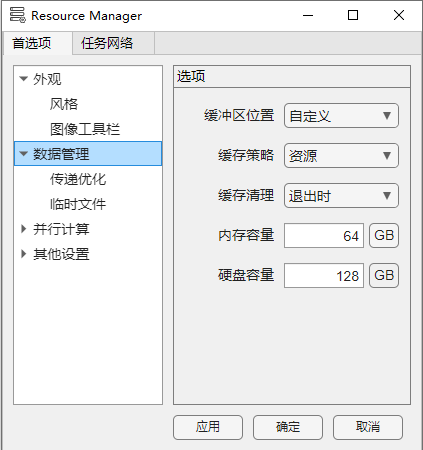 Resource Manager
首选项
任务网络
外观
风格
图像工具栏
数据管理
传递优化
临时文件
并行计算
其他设置
选项
缓冲区位置 自定义
缓存策略 资源
缓存清理 退出时
内存容量 64 GB
硬盘容量 128 GB
应用 确定 取消